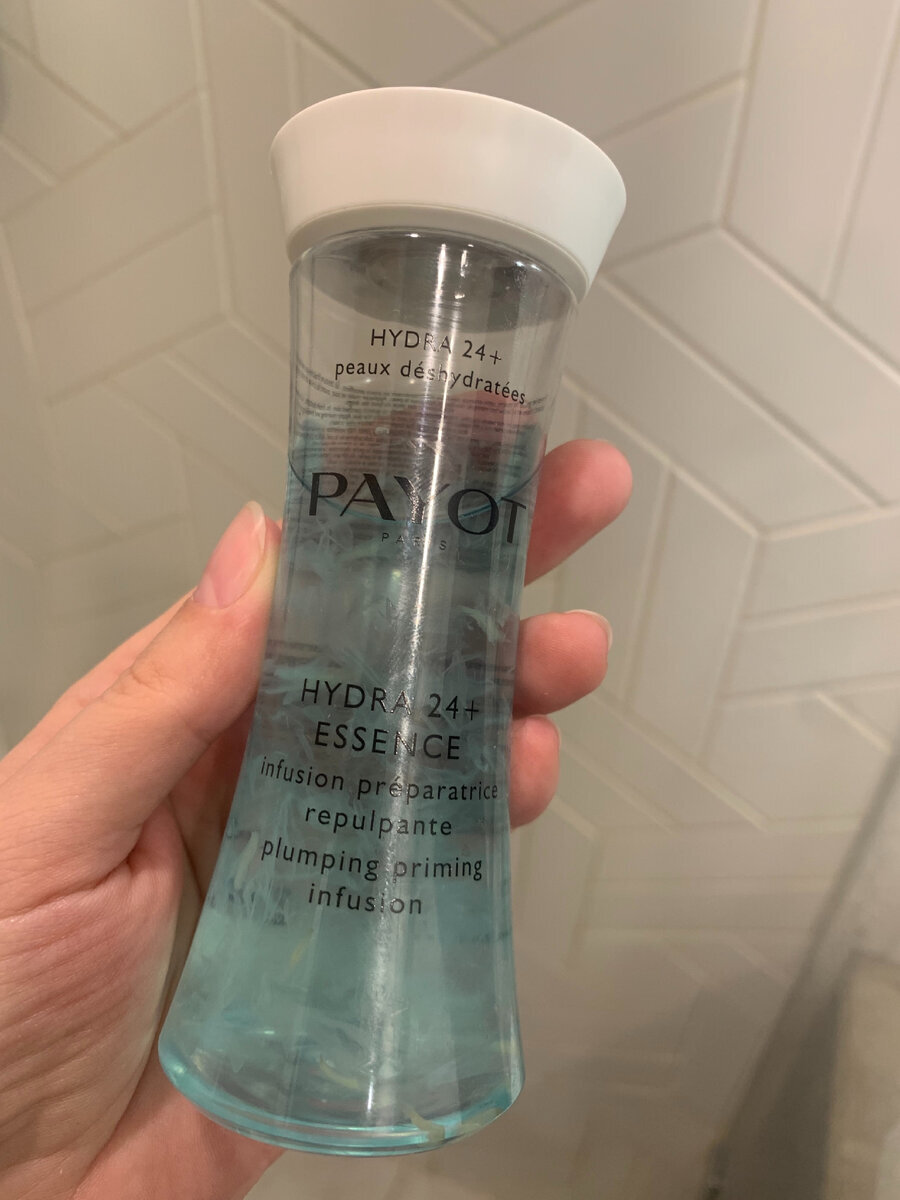 HYDRA 24+
peaux déshydratées
PAYOT
PARIS
HYDRA 24+
ESSENCE
infusion préparatrice
repulpante
plumping priming
infusion